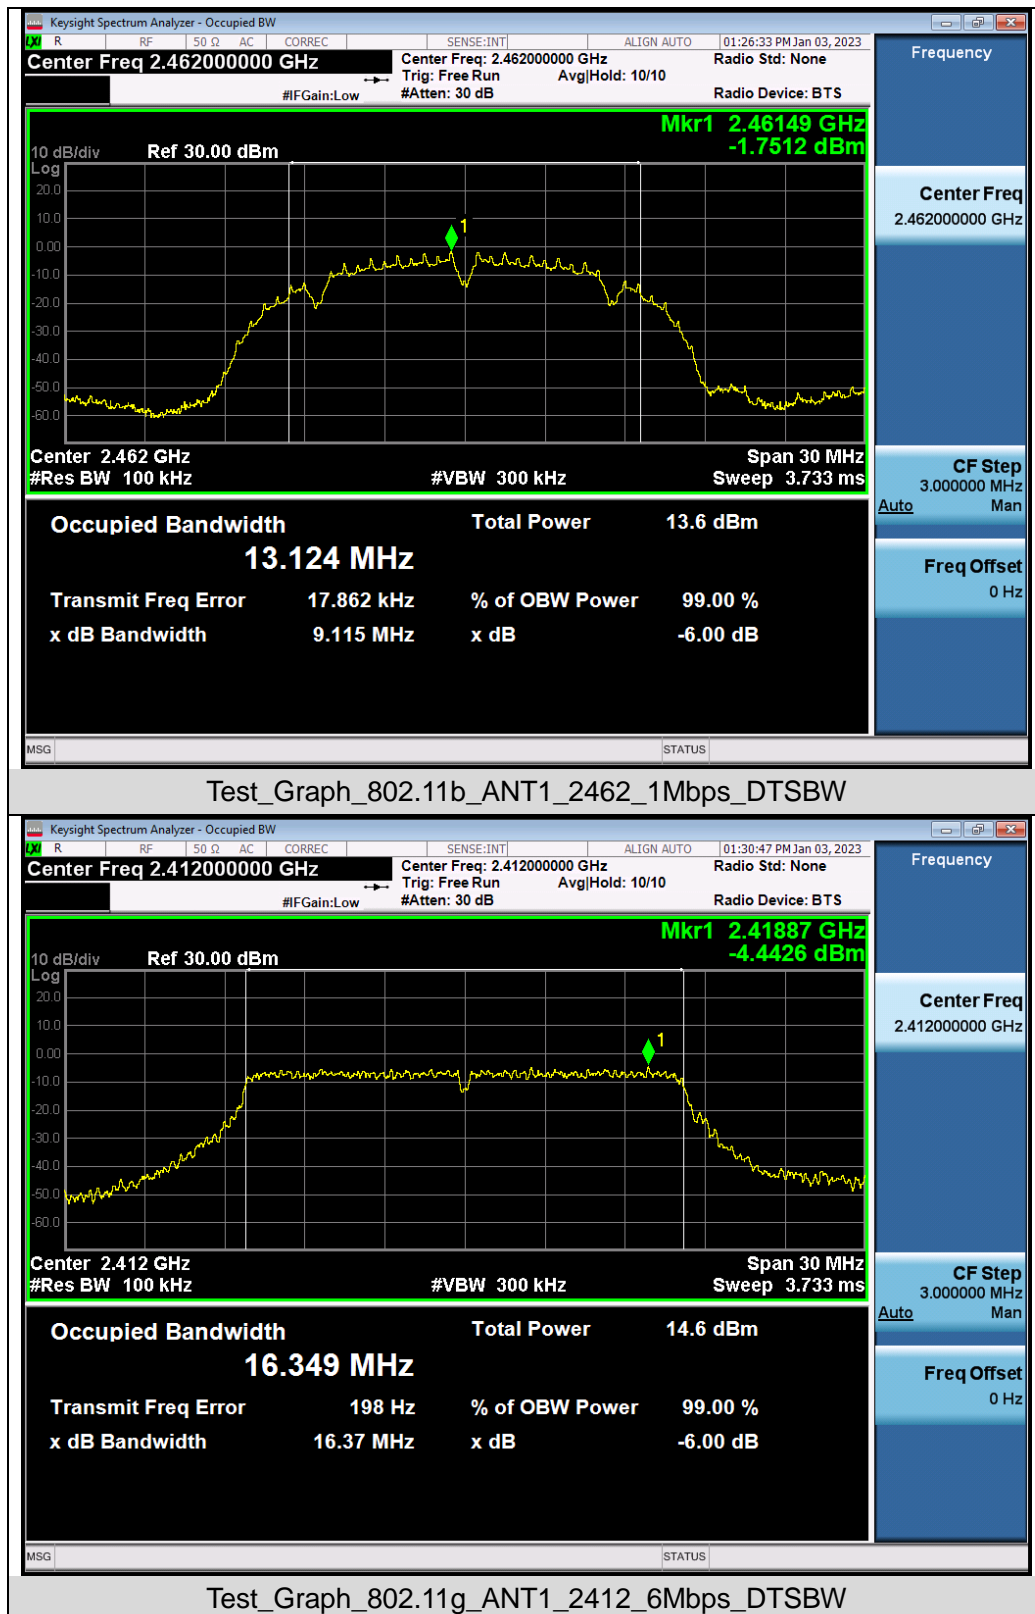 Keysight Spectrum Analyzer - Occupied BW
LXI R RF 50 Ω AC CORREC SENSE:INT ALIGN AUTO 01:26:33 PM Jan 03, 2023
Center Freq 2.462000000 GHz
Center Freq: 2.462000000 GHz Radio Std: None
Trig: Free Run Avg|Hold: 10/10
#IFGain:Low #Atten: 30 dB Radio Device: BTS
Frequency
Mkr1 2.46149 GHz
-1.7512 dBm
10 dB/div Ref 30.00 dBm
Log
20.0
10.0
0.00
-10.0
-20.0
-30.0
-40.0
-50.0
-60.0
1
Center 2.462 GHz Span 30 MHz
#Res BW 100 kHz #VBW 300 kHz Sweep 3.733 ms
Center Freq
2.462000000 GHz
CF Step
3.000000 MHz
Auto Man
Freq Offset
0 Hz
Occupied Bandwidth Total Power 13.6 dBm
13.124 MHz
Transmit Freq Error 17.862 kHz % of OBW Power 99.00 %
x dB Bandwidth 9.115 MHz x dB -6.00 dB
MSG STATUS
Test_Graph_802.11b_ANT1_2462_1Mbps_DTSBW
Keysight Spectrum Analyzer - Occupied BW
LXI R RF 50 Ω AC CORREC SENSE:INT ALIGN AUTO 01:30:47 PM Jan 03, 2023
Center Freq 2.412000000 GHz
Center Freq: 2.412000000 GHz Radio Std: None
Trig: Free Run Avg|Hold: 10/10
#IFGain:Low #Atten: 30 dB Radio Device: BTS
Frequency
Mkr1 2.41887 GHz
-4.4426 dBm
10 dB/div Ref 30.00 dBm
Log
20.0
10.0
0.00
-10.0
-20.0
-30.0
-40.0
-50.0
-60.0
1
Center 2.412 GHz Span 30 MHz
#Res BW 100 kHz #VBW 300 kHz Sweep 3.733 ms
Center Freq
2.412000000 GHz
CF Step
3.000000 MHz
Auto Man
Freq Offset
0 Hz
Occupied Bandwidth Total Power 14.6 dBm
16.349 MHz
Transmit Freq Error 198 Hz % of OBW Power 99.00 %
x dB Bandwidth 16.37 MHz x dB -6.00 dB
MSG STATUS
Test_Graph_802.11g_ANT1_2412_6Mbps_DTSBW